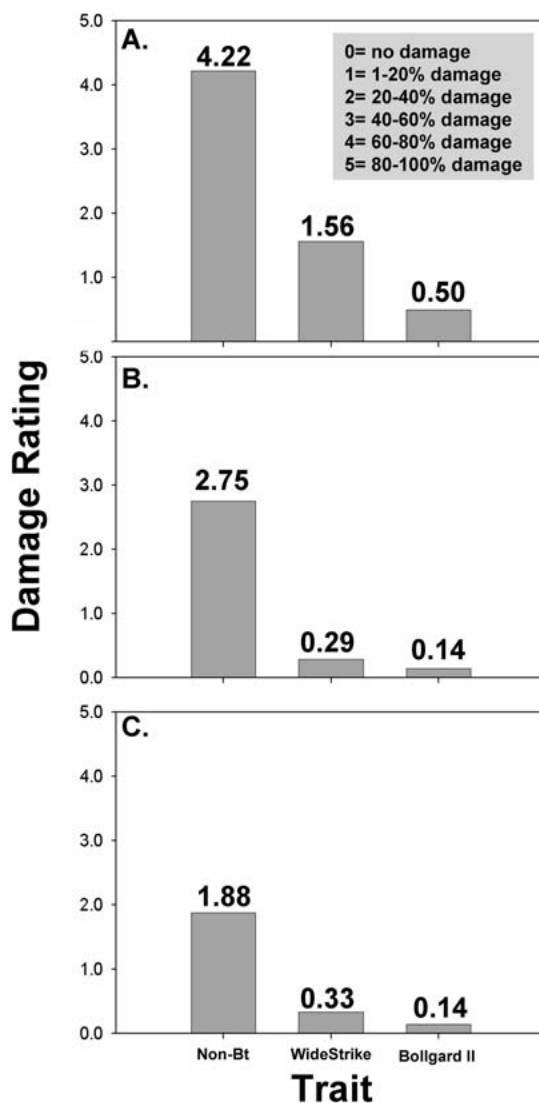 Damage Rating
A.
5.0
4.0
3.0
2.0
1.0
4.22
1.56
0.50
0= no damage
1= 1-20% damage
2= 20-40% damage
3= 40-60% damage
4= 60-80% damage
5= 80-100% damage
B.
5.0
4.0
3.0
2.0
1.0
0.0
2.75
0.29
0.14
C.
5.0
4.0
3.0
2.0
1.0
0.0
1.88
0.33
0.14
Non-Bt WideStrike Bollgard II
Trait